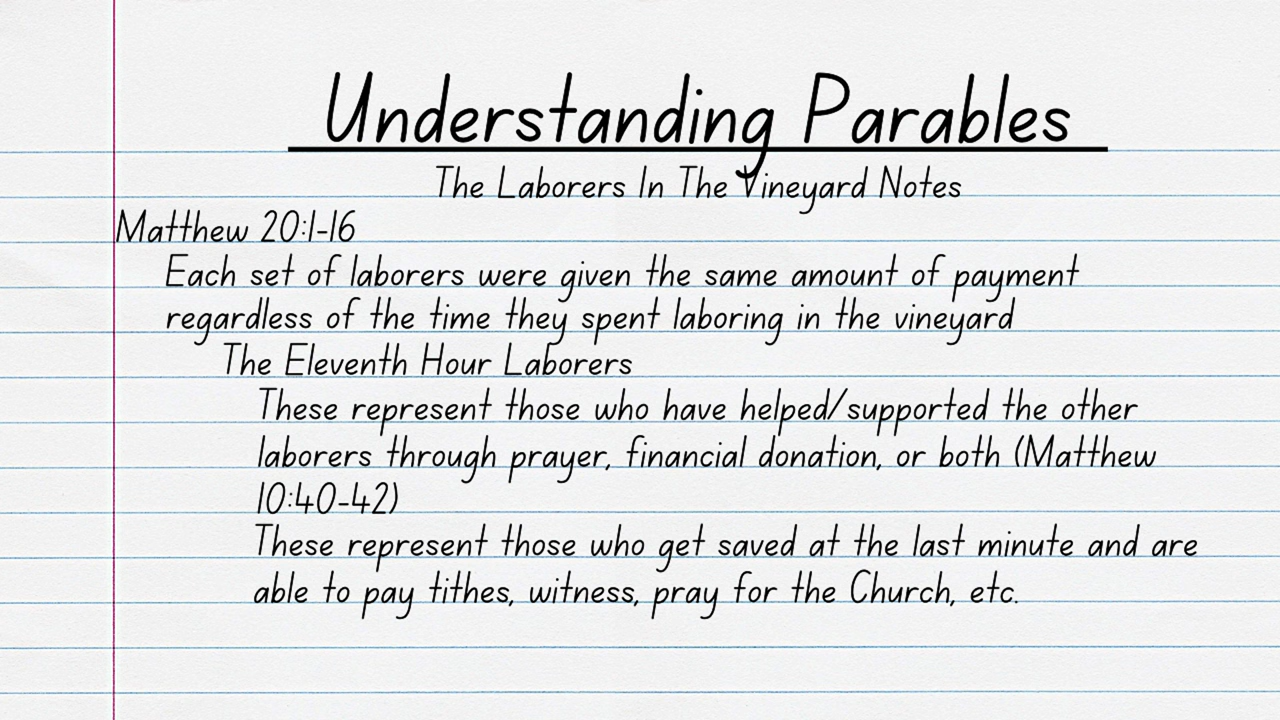 Understanding Parables
The Laborers In The Vineyard Notes
Matthew 20:1-16
Each set of laborers were given the same amount of payment
regardless of the time they spent laboring in the vineyard
The Eleventh Hour Laborers
These represent those who have helped/supported the other
laborers through prayer, financial donation, or both (Matthew
10:40-42)
These represent those who get saved at the last minute and are
able to pay tithes, witness, pray for the Church, etc.